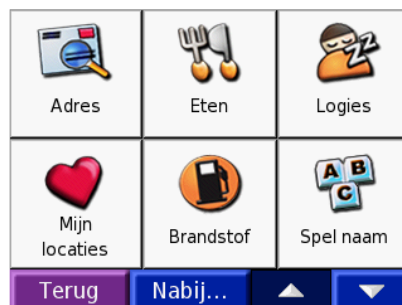 Adres
Eten
Logies
Mijn
locaties
Brandstof
A B
C
Spel naam
Terug
Nabij...